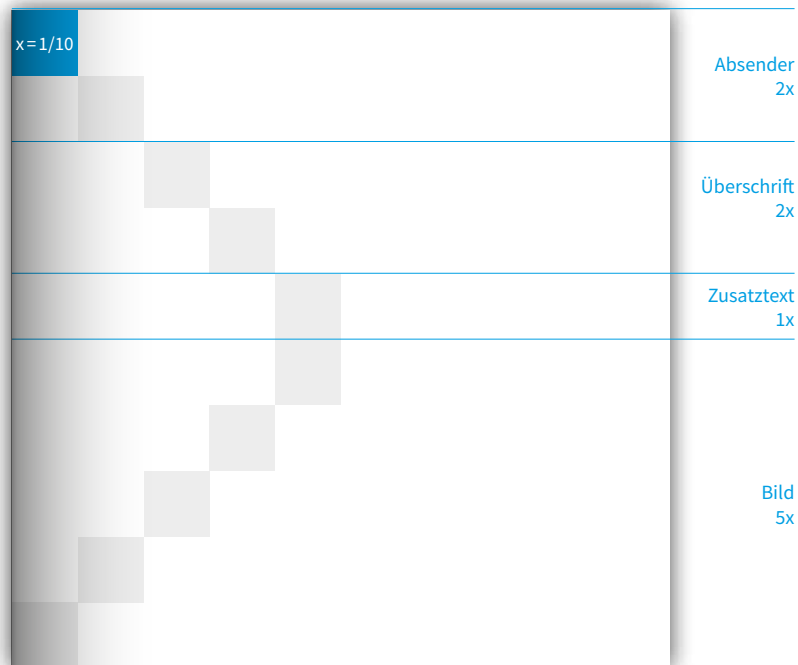 x = 1/10
Absender
2x
Überschrift
2x
Zusatztext
1x
Bild
5x